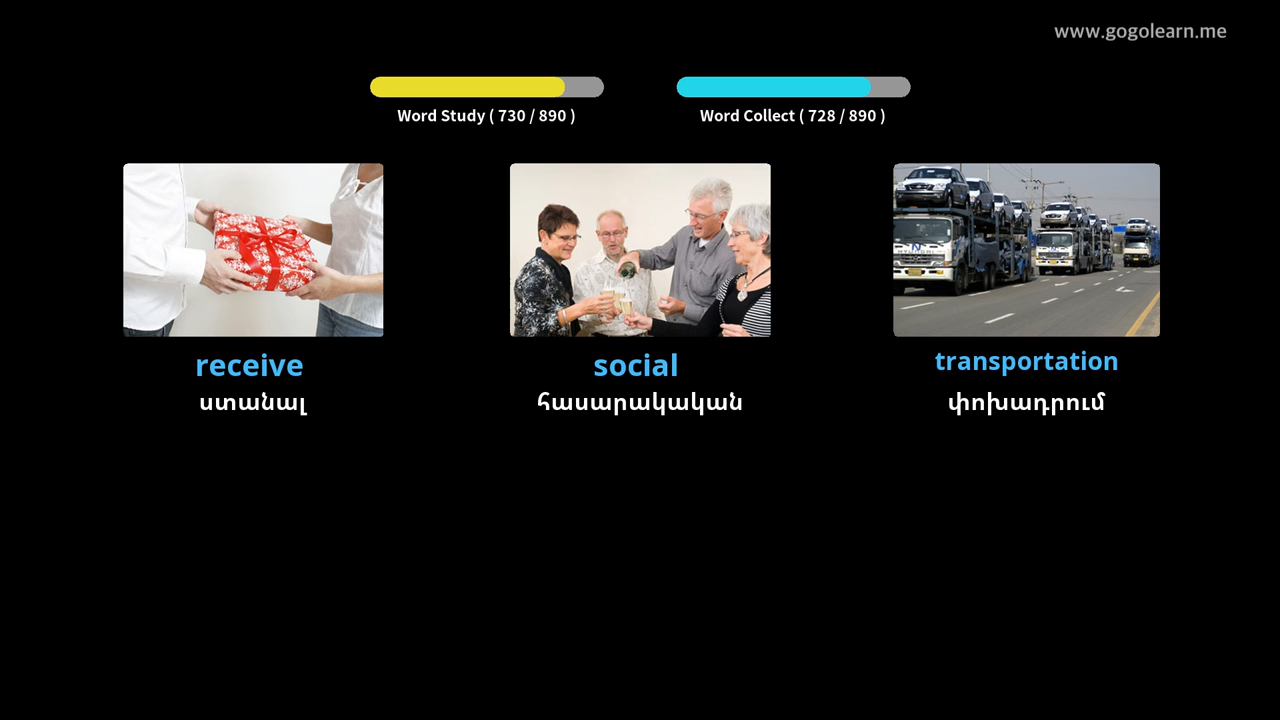 www.gogolearn.me
Word Study ( 730 / 890 )
Word Collect ( 728 / 890 )
receive
social
transportation
ստանալ
հասարակական
փոխադրում